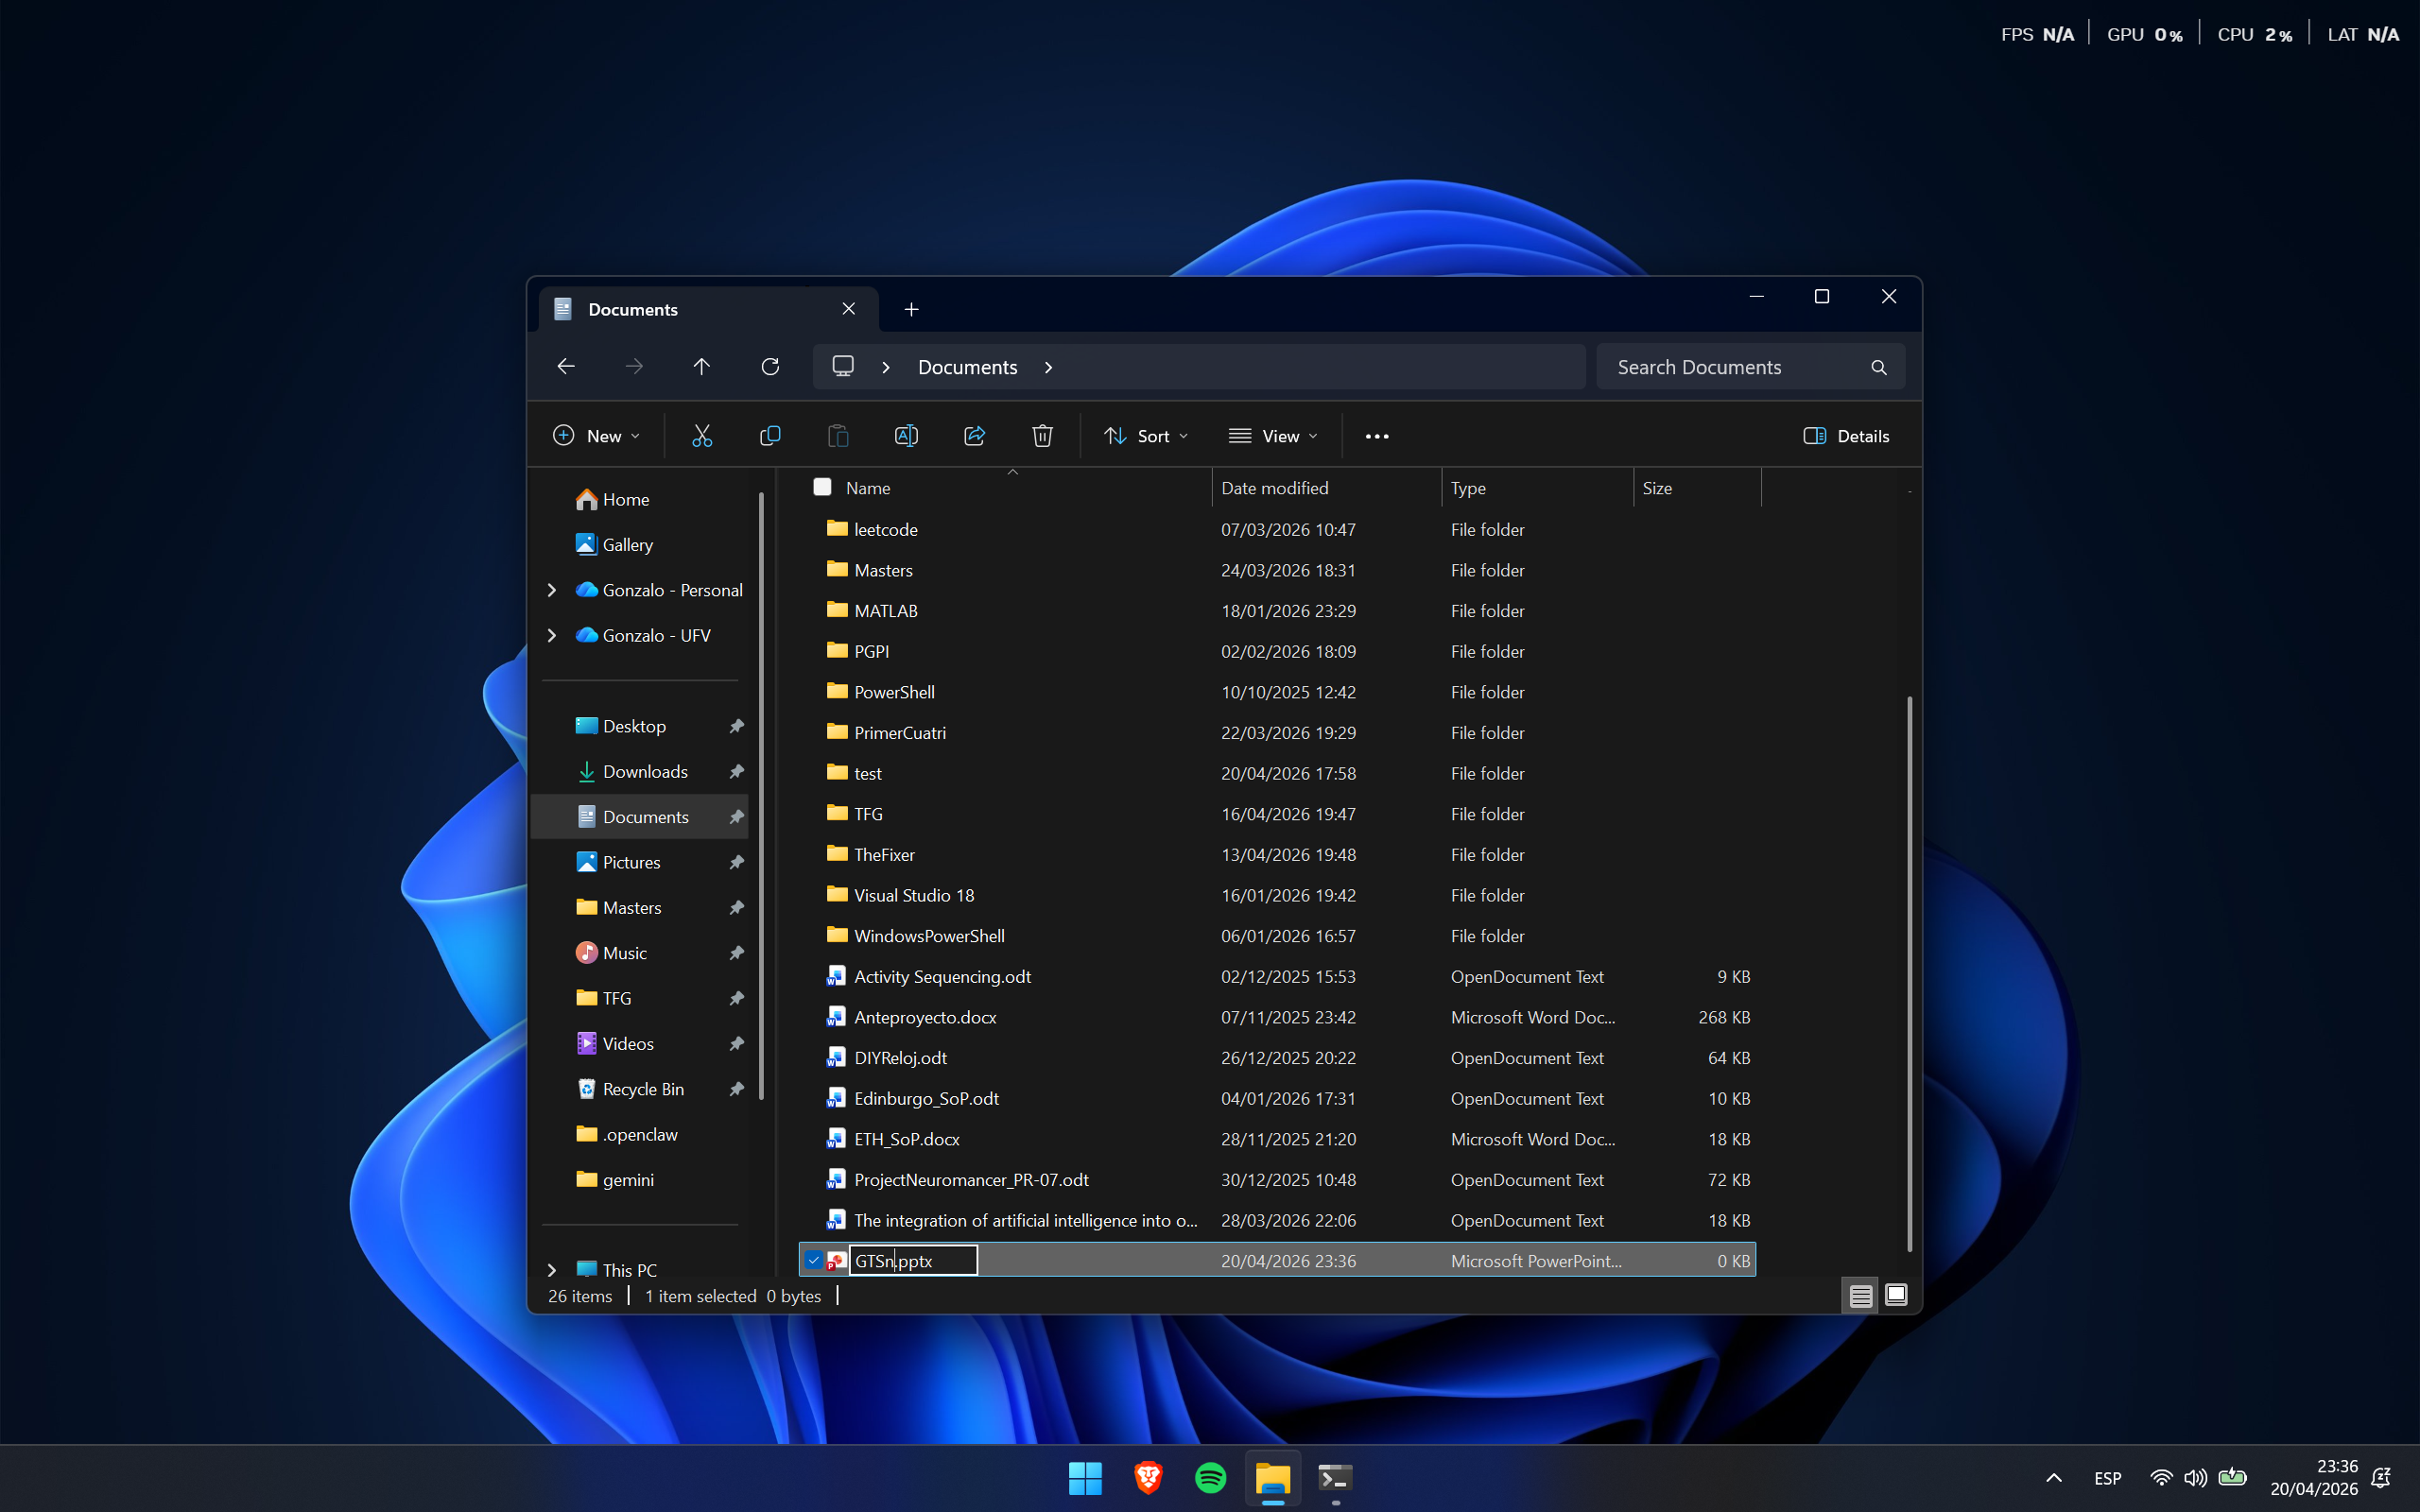 FPS N/A GPU 0% CPU 2% LAT N/A
Documents
Documents
Search Documents
New
Sort
View
Details
Home
Gallery
Gonzalo - Personal
Gonzalo - UFV
Desktop
Downloads
Documents
Pictures
Masters
Music
TFG
Videos
Recycle Bin
.openclaw
gemini
This PC
Name Date modified Type Size
leetcode 07/03/2026 10:47 File folder
Masters 24/03/2026 18:31 File folder
MATLAB 18/01/2026 23:29 File folder
PGPI 02/02/2026 18:09 File folder
PowerShell 10/10/2025 12:42 File folder
PrimerCuatri 22/03/2026 19:29 File folder
test 20/04/2026 17:58 File folder
TFG 16/04/2026 19:47 File folder
TheFixer 13/04/2026 19:48 File folder
Visual Studio 18 16/01/2026 19:42 File folder
WindowsPowerShell 06/01/2026 16:57 File folder
Activity Sequencing.odt 02/12/2025 15:53 OpenDocument Text 9 KB
Anteproyecto.docx 07/11/2025 23:42 Microsoft Word Doc... 268 KB
DIYReloj.odt 26/12/2025 20:22 OpenDocument Text 64 KB
Edinburgo_SoP.odt 04/01/2026 17:31 OpenDocument Text 10 KB
ETH_SoP.docx 28/11/2025 21:20 Microsoft Word Doc... 18 KB
ProjectNeuromancer_PR-07.odt 30/12/2025 10:48 OpenDocument Text 72 KB
The integration of artificial intelligence into o... 28/03/2026 22:06 OpenDocument Text 18 KB
GTSn.pptx 20/04/2026 23:36 Microsoft PowerPoint... 0 KB
26 items 1 item selected 0 bytes
ESP
23:36
20/04/2026